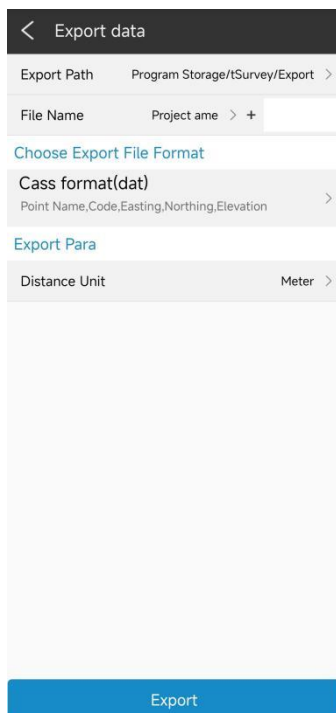 Export data
Export Path Program Storage/tSurvey/Export
File Name Project ame +
Choose Export File Format
Cass format(dat)
Point Name,Code,Easting,Northing,Elevation
Export Para
Distance Unit Meter
Export